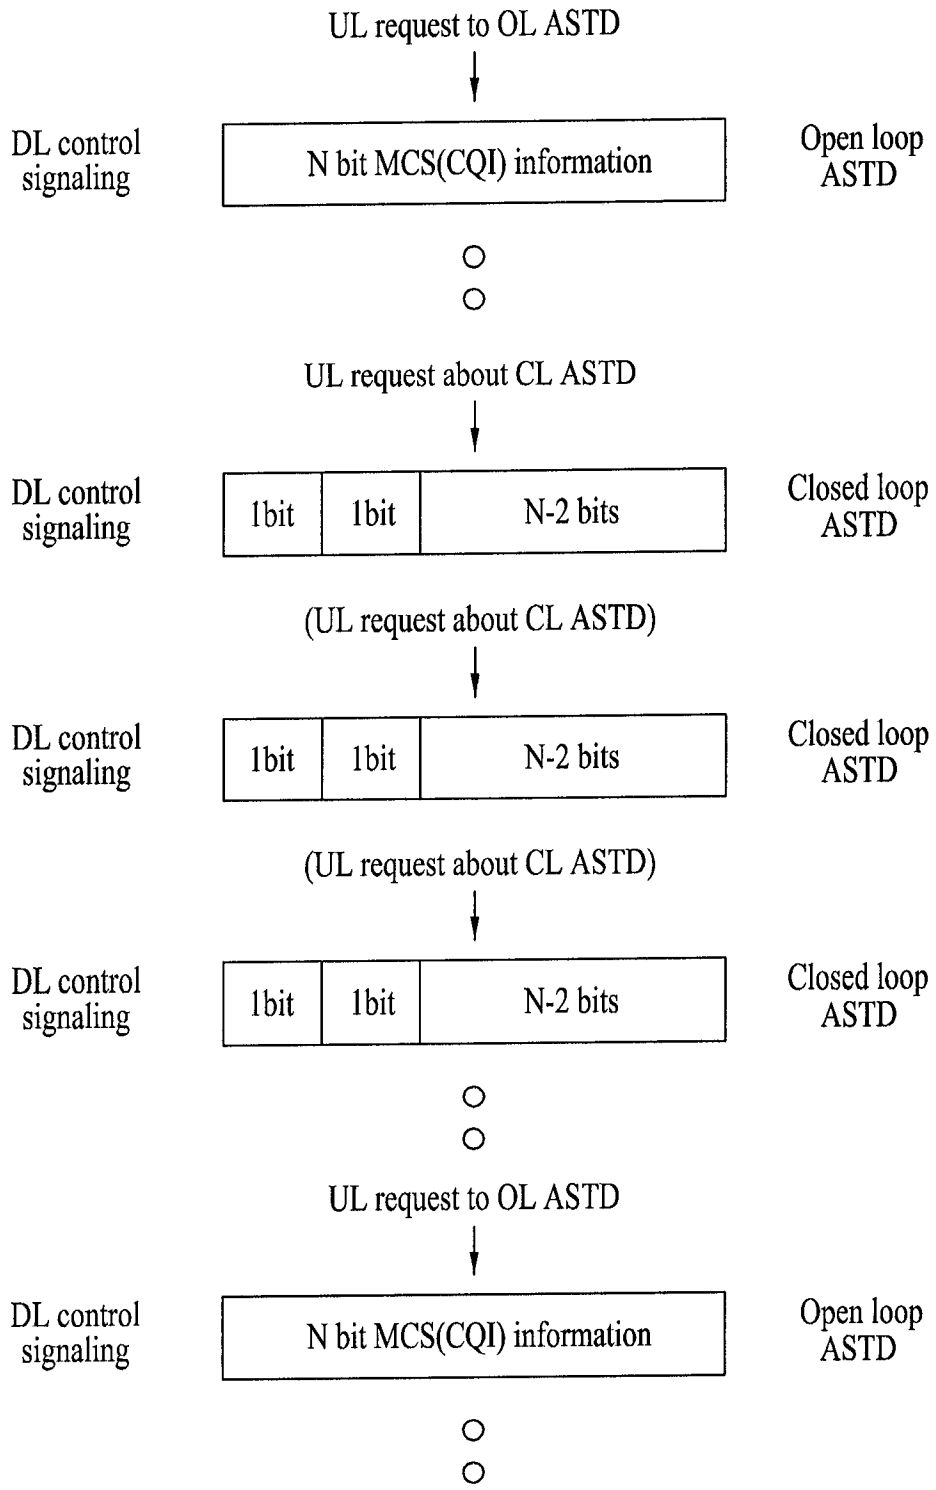 UL request to OL ASTD
DL control
signaling
N bit MCS(CQI) information
Open loop
ASTD
UL request about CL ASTD
DL control
signaling
1bit
1bit
N-2 bits
Closed loop
ASTD
(UL request about CL ASTD)
DL control
signaling
1bit
1bit
N-2 bits
Closed loop
ASTD
(UL request about CL ASTD)
DL control
signaling
1bit
1bit
N-2 bits
Closed loop
ASTD
UL request to OL ASTD
DL control
signaling
N bit MCS(CQI) information
Open loop
ASTD